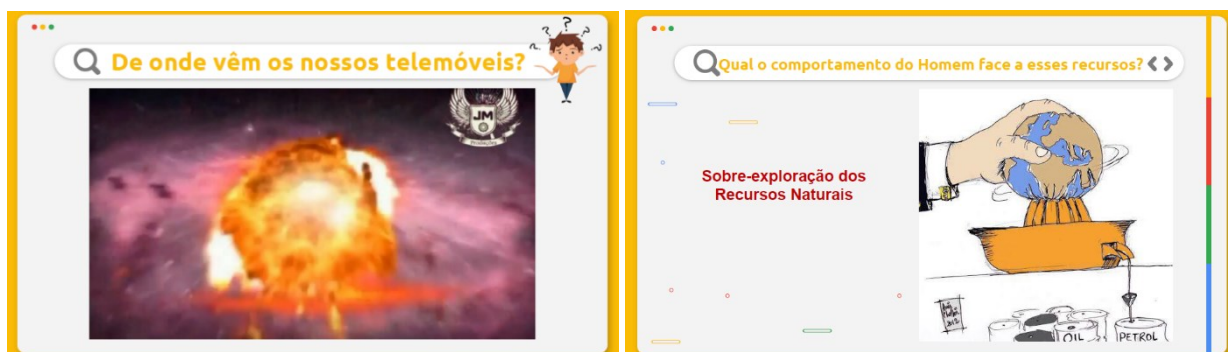 De onde vêm os nossos telemóveis?
JM
Qual o comportamento do Homem face a esses recursos?
Sobre-exploração dos
Recursos Naturais
OIL
PETROL